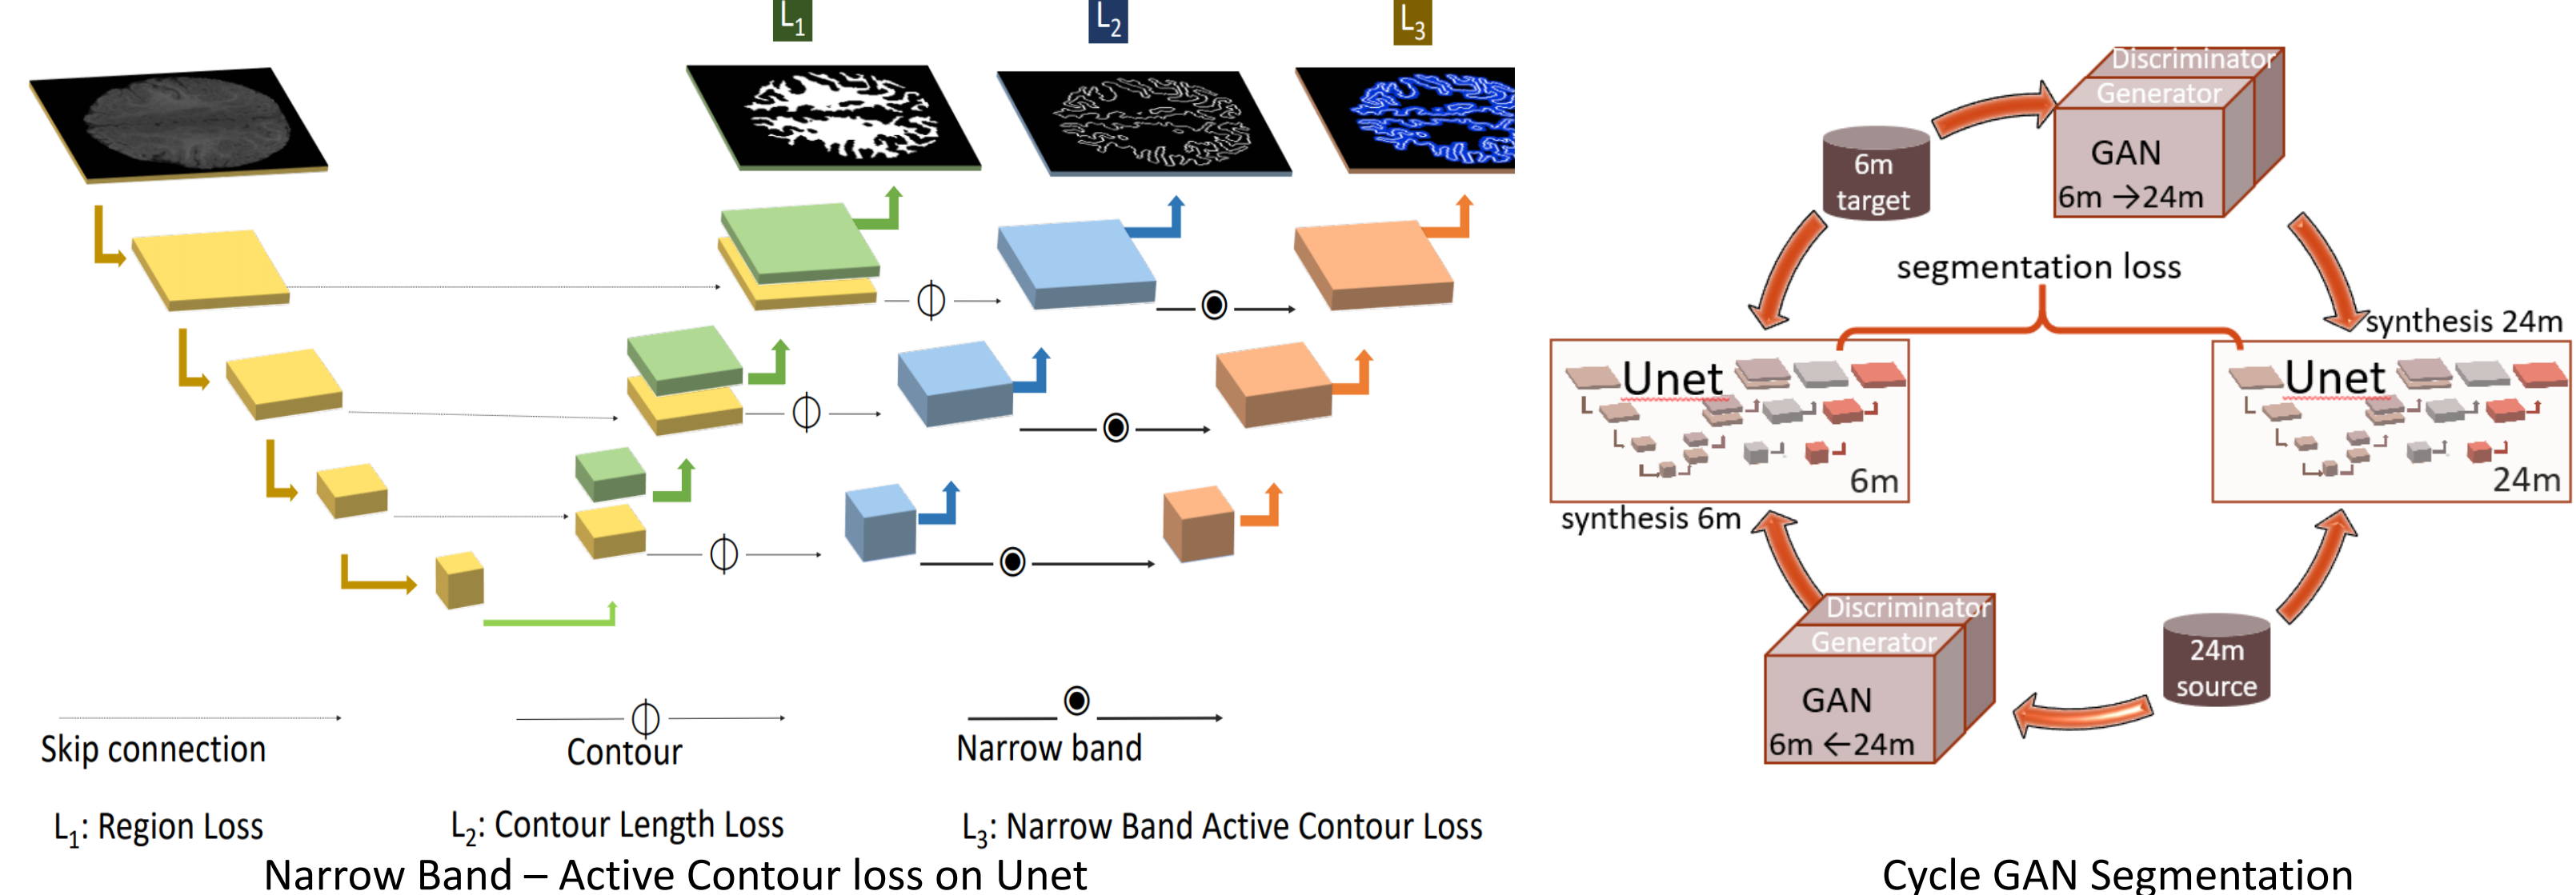 L1
L2
L3
Skip connection
Contour
Narrow band
L1: Region Loss
L2: Contour Length Loss
L3: Narrow Band Active Contour Loss
Narrow Band – Active Contour loss on Unet
Discriminator
Generator
GAN
6m →24m
6m
target
segmentation loss
synthesis 24m
Unet
6m
Unet
24m
synthesis 6m
Discriminator
Generator
GAN
6m ←24m
24m
source
Cycle GAN Segmentation